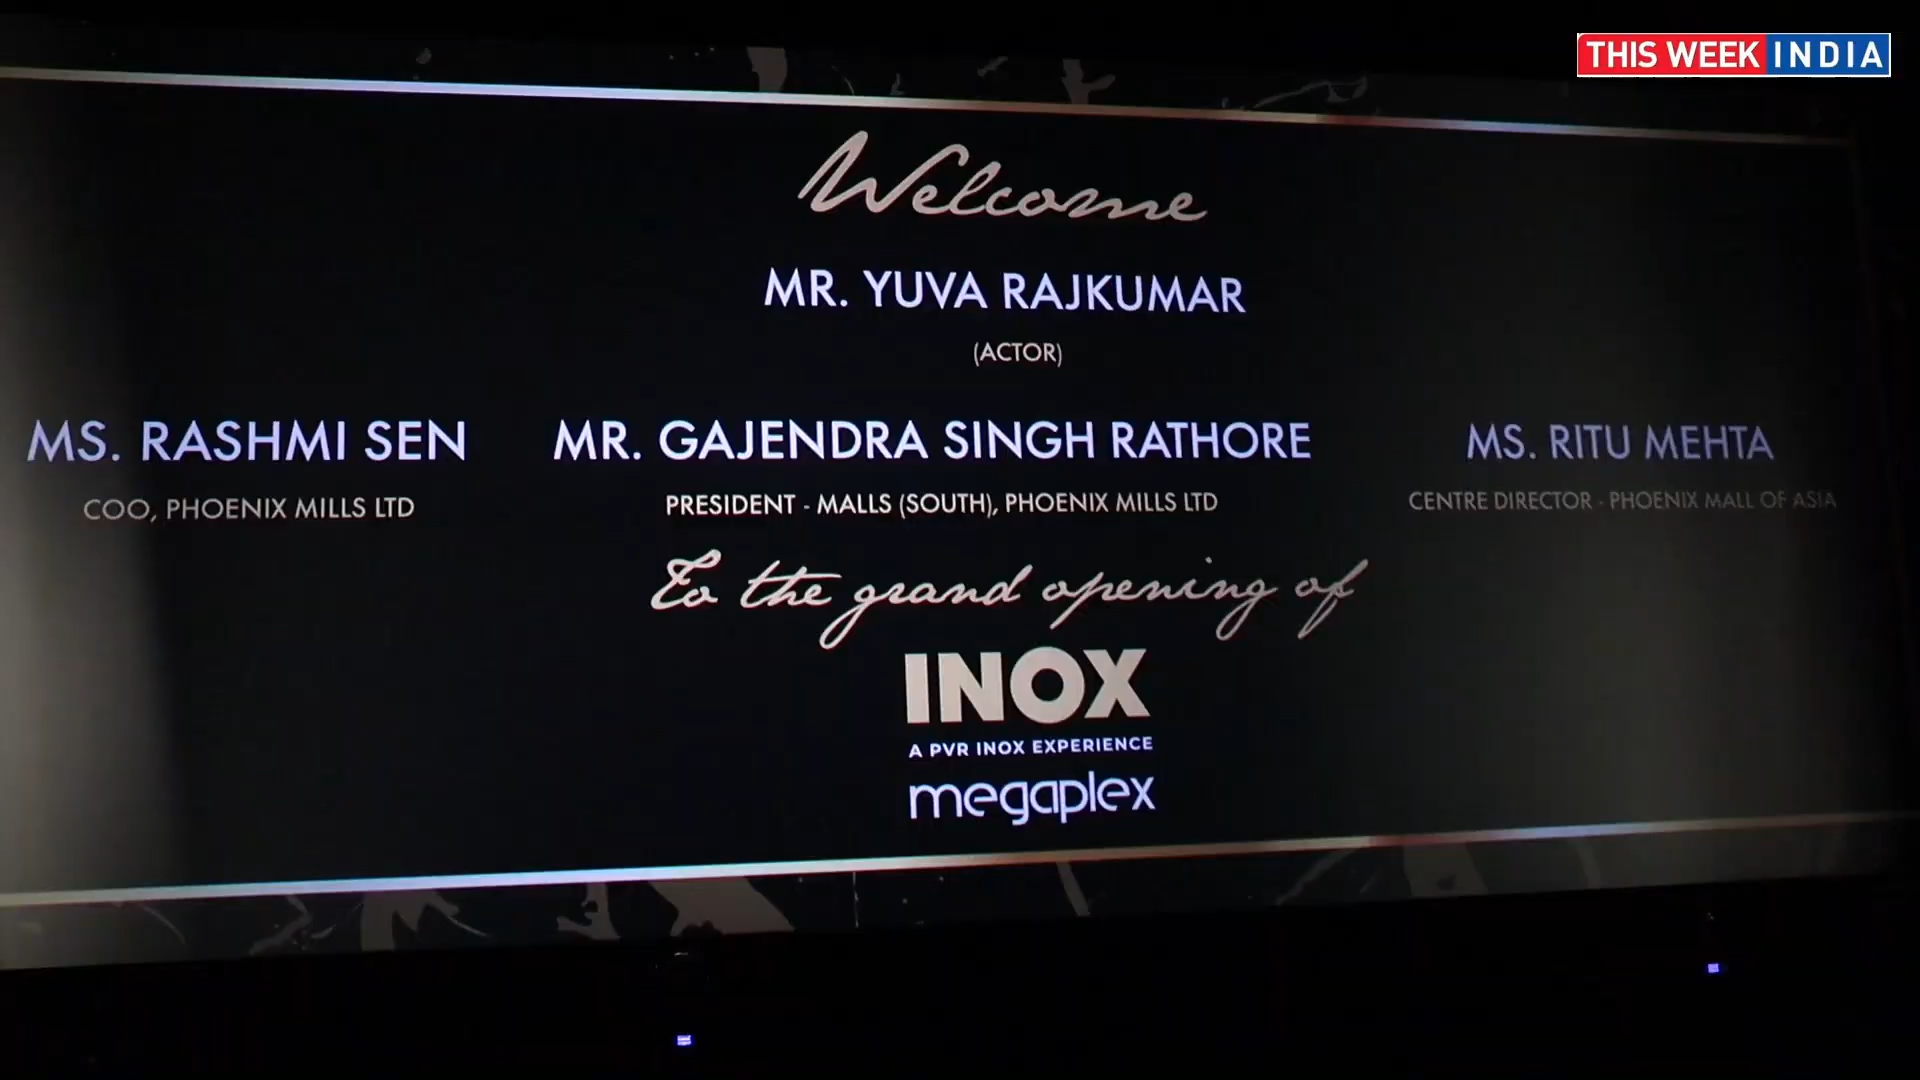 THIS WEEK INDIA
Welcome
MR. YUVA RAJKUMAR
(ACTOR)
MS. RASHMI SEN
COO, PHOENIX MILLS LTD
MR. GAJENDRA SINGH RATHORE
PRESIDENT - MALLS (SOUTH), PHOENIX MILLS LTD
MS. RITU MEHTA
CENTRE DIRECTOR - PHOENIX MALL OF ASIA
To the grand opening of
INOX
A PVR INOX EXPERIENCE
megaplex